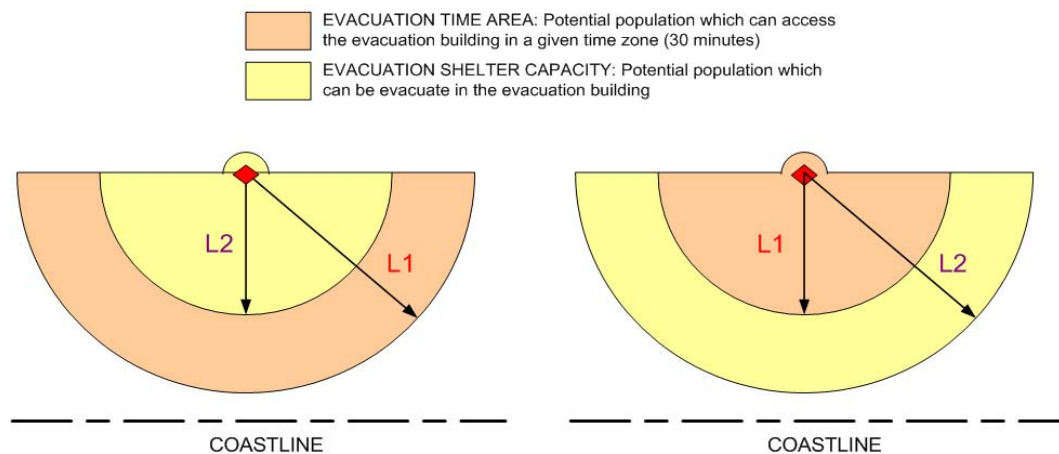 EVACUATION TIME AREA: Potential population which can access
the evacuation building in a given time zone (30 minutes)
EVACUATION SHELTER CAPACITY: Potential population which
can be evacuate in the evacuation building
L2
L1
L1
L2
COASTLINE
COASTLINE